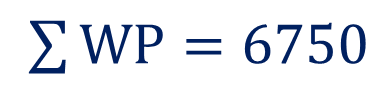 ∑ WP = 6750